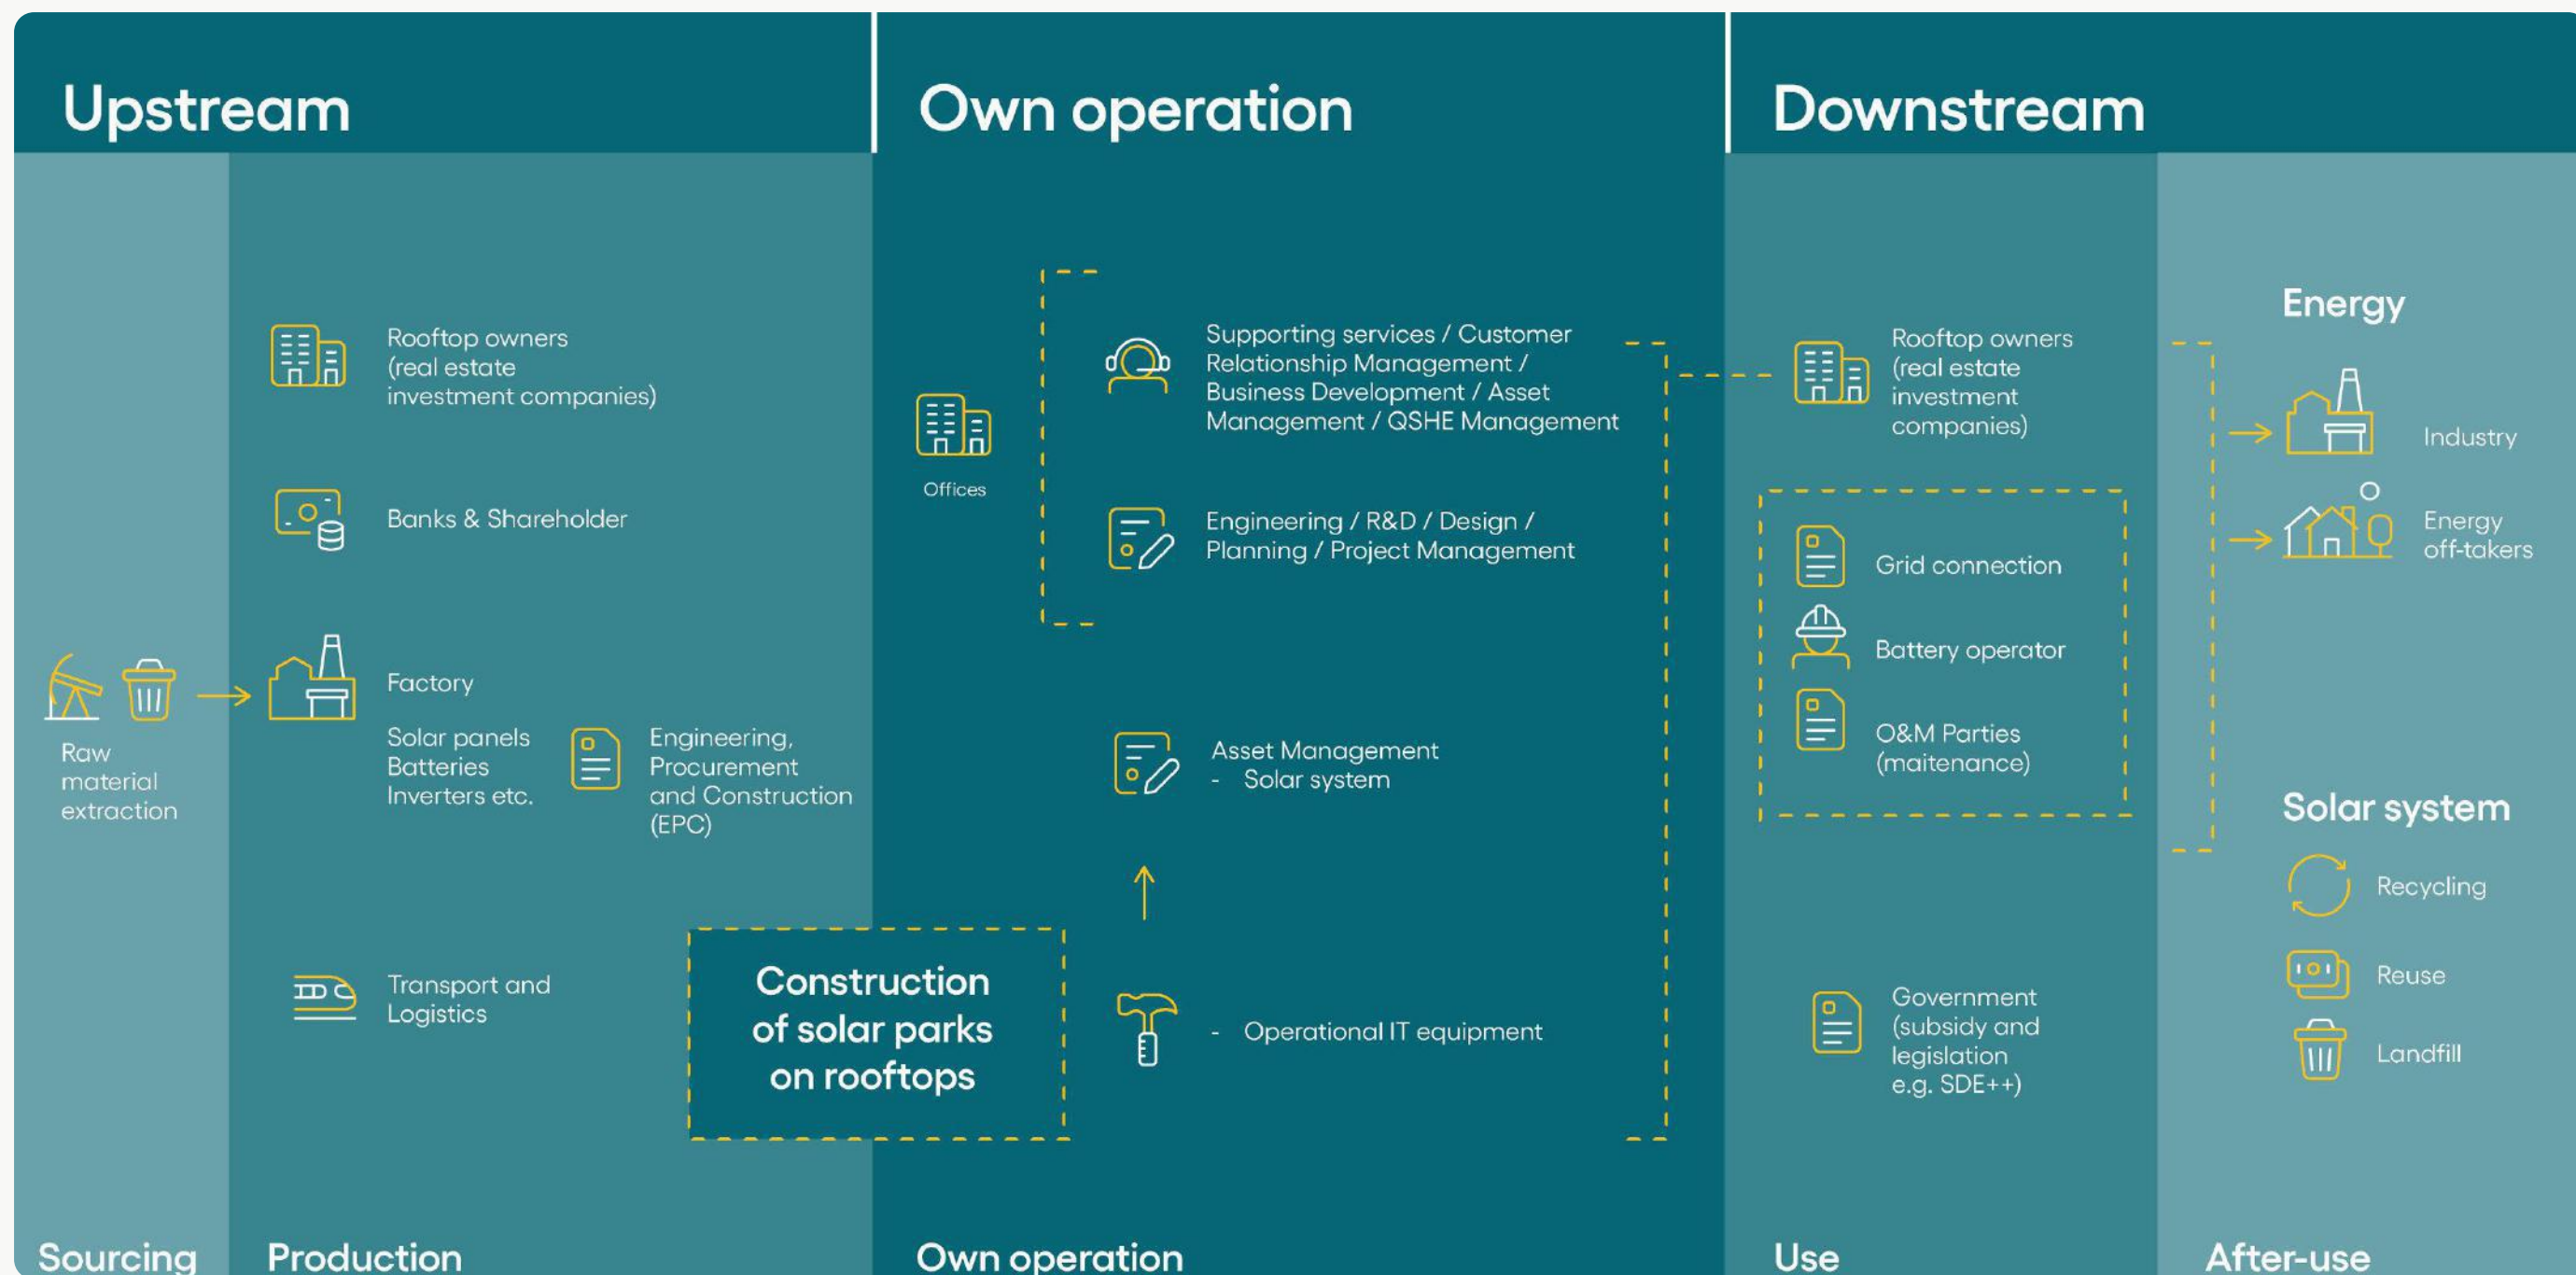 Upstream
Own operation
Downstream
Raw
material
extraction
Rooftop owners
(real estate
investment companies)
Banks & Shareholder
Factory
Solar panels
Batteries
Inverters etc.
Engineering,
Procurement
and Construction
(EPC)
Transport and
Logistics
Construction
of solar parks
on rooftops
Offices
Supporting services / Customer
Relationship Management /
Business Development / Asset
Management / QSHE Management
Engineering / R&D / Design /
Planning / Project Management
Asset Management
- Solar system
- Operational IT equipment
Rooftop owners
(real estate
investment
companies)
Grid connection
Battery operator
O&M Parties
(maitenance)
Government
(subsidy and
legislation
e.g. SDE++)
Energy
Industry
Energy
off-takers
Solar system
Recycling
Reuse
Landfill
Sourcing
Production
Own operation
Use
After-use